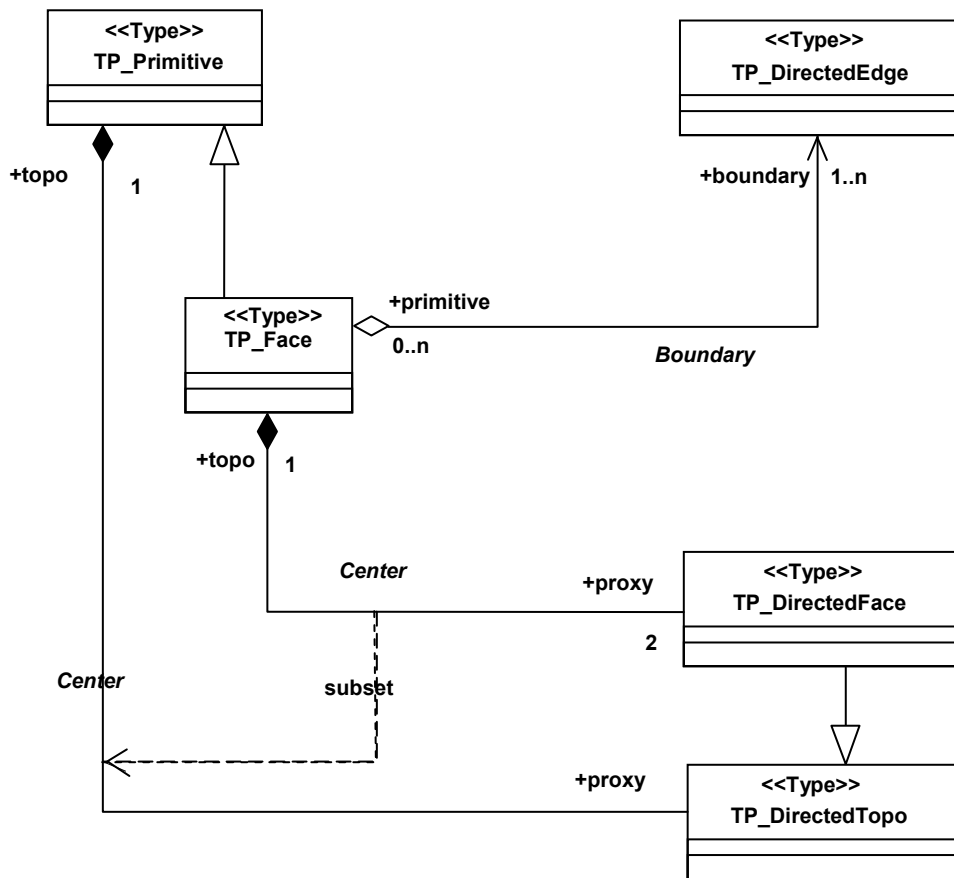 <<Type>>
TP_Primitive
<<Type>>
TP_DirectedEdge
+topo
1
+boundary
1..n
+primitive
0..n
Boundary
<<Type>>
TP_Face
+topo
1
Center
+proxy
2
<<Type>>
TP_DirectedFace
Center
subset
+proxy
<<Type>>
TP_DirectedTopo